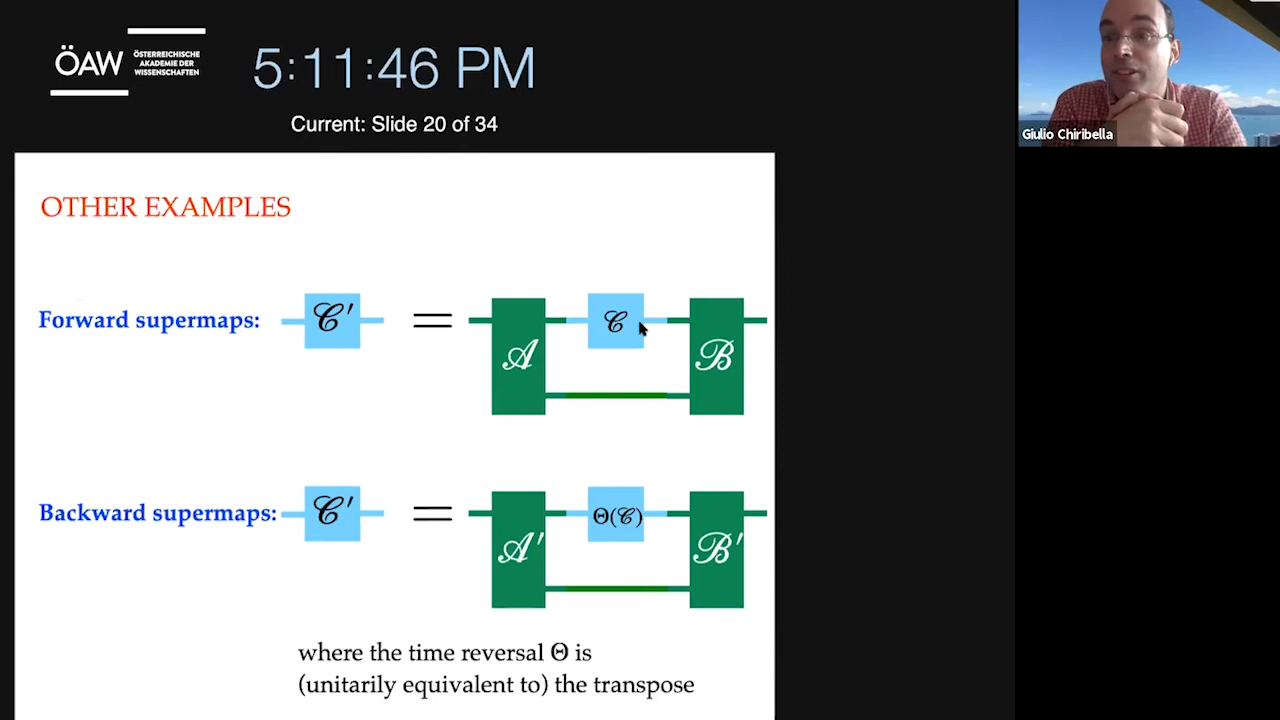 ÖAW
ÖSTERREICHISCHE
AKADEMIE DER
WISSENSCHAFTEN
5:11:46 PM
Current: Slide 20 of 34
Giulio Chiribella
OTHER EXAMPLES
Forward supermaps: 𝒞′ = 𝒜 𝒞 ℬ
Backward supermaps: 𝒞′ = 𝒜′ Θ(𝒞) ℬ′
where the time reversal Θ is
(unitarily equivalent to) the transpose